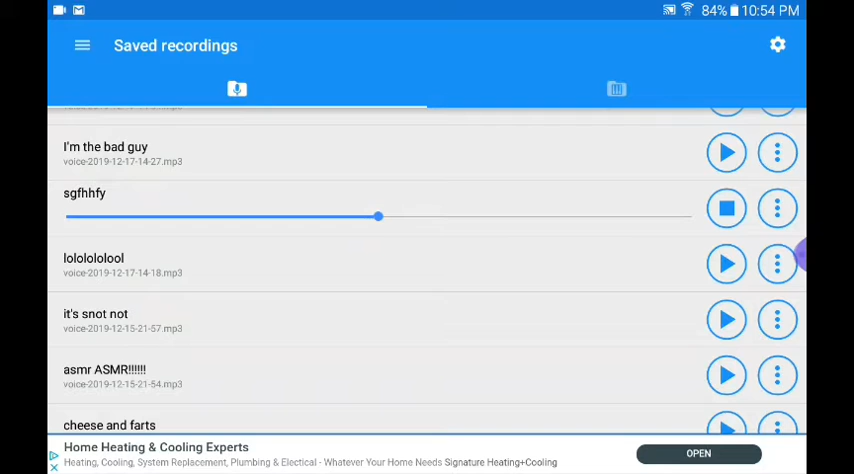 84% 10:54 PM
Saved recordings
I'm the bad guy
voice-2019-12-17-14-27.mp3
sgfhhfy
lolololoool
voice-2019-12-17-14-18.mp3
it's snot not
voice-2019-12-15-21-57.mp3
asmr ASMR!!!!!!
voice-2019-12-15-21-54.mp3
cheese and farts
Home Heating & Cooling Experts
Heating, Cooling, System Replacement, Plumbing & Electical - Whatever Your Home Needs Signature Heating+Cooling
OPEN